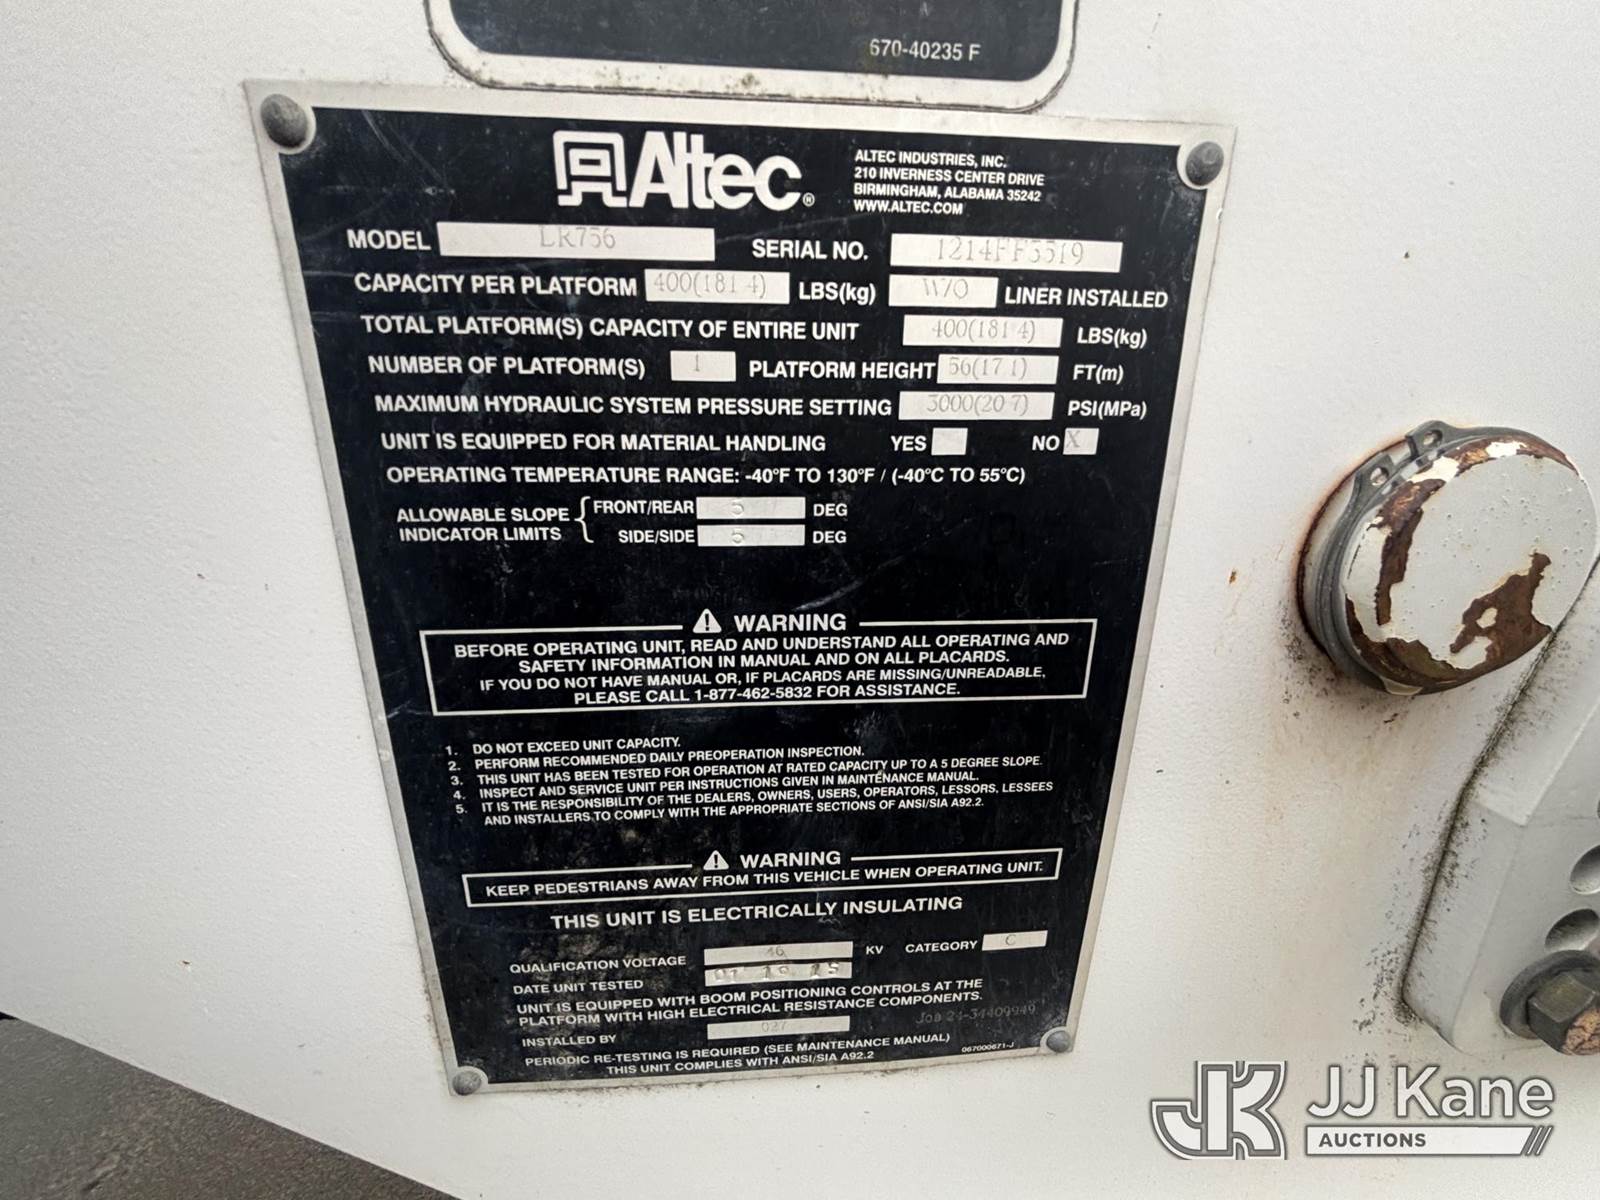 670-40235 F
Altec®
ALTEC INDUSTRIES, INC.
210 INVERNESS CENTER DRIVE
BIRMINGHAM, ALABAMA 35242
WWW.ALTEC.COM
MODEL LR756 SERIAL NO. 1214FF5519
CAPACITY PER PLATFORM 400(181 4) LBS(kg) W/O LINER INSTALLED
TOTAL PLATFORM(S) CAPACITY OF ENTIRE UNIT 400(181 4) LBS(kg)
NUMBER OF PLATFORM(S) 1 PLATFORM HEIGHT 56(17 1) FT(m)
MAXIMUM HYDRAULIC SYSTEM PRESSURE SETTING 3000(20 7) PSI(MPa)
UNIT IS EQUIPPED FOR MATERIAL HANDLING YES NO X
OPERATING TEMPERATURE RANGE: -40°F TO 130°F / (-40°C TO 55°C)
ALLOWABLE SLOPE INDICATOR LIMITS { FRONT/REAR 5 DEG
SIDE/SIDE 5 DEG
⚠ WARNING
BEFORE OPERATING UNIT, READ AND UNDERSTAND ALL OPERATING AND
SAFETY INFORMATION IN MANUAL AND ON ALL PLACARDS.
IF YOU DO NOT HAVE MANUAL OR, IF PLACARDS ARE MISSING/UNREADABLE,
PLEASE CALL 1-877-462-5832 FOR ASSISTANCE.
1. DO NOT EXCEED UNIT CAPACITY.
2. PERFORM RECOMMENDED DAILY PREOPERATION INSPECTION.
3. THIS UNIT HAS BEEN TESTED FOR OPERATION AT RATED CAPACITY UP TO A 5 DEGREE SLOPE.
4. INSPECT AND SERVICE UNIT PER INSTRUCTIONS GIVEN IN MAINTENANCE MANUAL.
5. IT IS THE RESPONSIBILITY OF THE DEALERS, OWNERS, USERS, OPERATORS, LESSORS, LESSEES
AND INSTALLERS TO COMPLY WITH THE APPROPRIATE SECTIONS OF ANSI/SIA A92.2.
⚠ WARNING
KEEP PEDESTRIANS AWAY FROM THIS VEHICLE WHEN OPERATING UNIT.
THIS UNIT IS ELECTRICALLY INSULATING
QUALIFICATION VOLTAGE 46 KV CATEGORY C
DATE UNIT TESTED
UNIT IS EQUIPPED WITH BOOM POSITIONING CONTROLS AT THE
PLATFORM WITH HIGH ELECTRICAL RESISTANCE COMPONENTS.
Job 24-34409949
INSTALLED BY 027
PERIODIC RE-TESTING IS REQUIRED (SEE MAINTENANCE MANUAL)
THIS UNIT COMPLIES WITH ANSI/SIA A92.2
067000671-J
JK JJ Kane
AUCTIONS